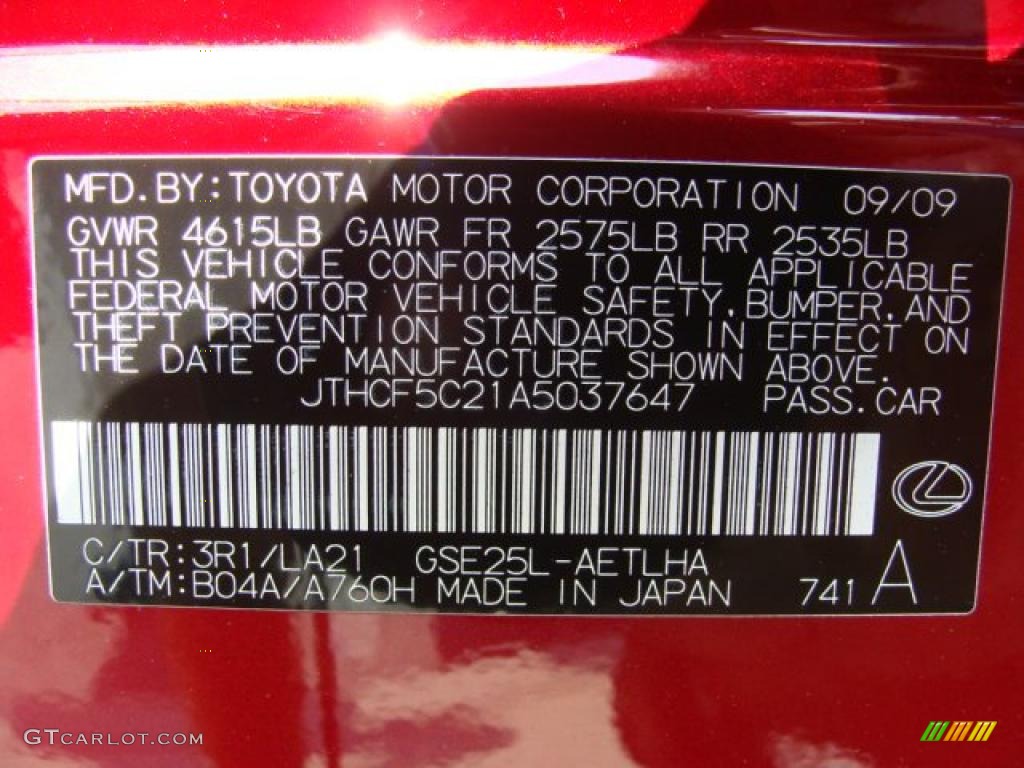 MFD.BY:TOYOTA MOTOR CORPORATION 09/09
GVWR 4615LB GAWR FR 2575LB RR 2535LB
THIS VEHICLE CONFORMS TO ALL APPLICABLE
FEDERAL MOTOR VEHICLE SAFETY,BUMPER,AND
THEFT PREVENTION STANDARDS IN EFFECT ON
THE DATE OF MANUFACTURE SHOWN ABOVE.
JTHCF5C21A5037647 PASS.CAR
C/TR:3R1/LA21 GSE25L-AETLHA
A/TM:B04A/A760H MADE IN JAPAN 741 A
GTCARLOT.COM